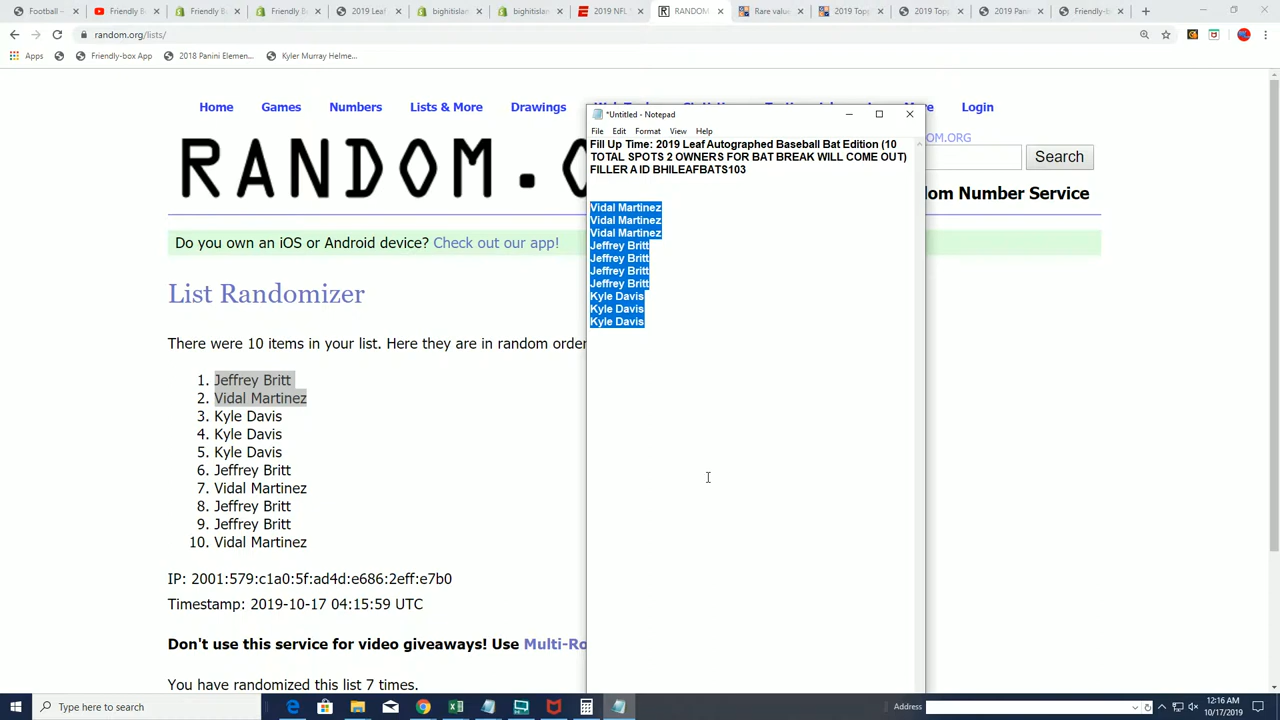 Football -
Friendly B
Friendly B
Friendly B
2019 Leaf
bightitislan
bightitislan
2019 NFL
RANDOM
Rare value
2019 Topp
2019 Topp
2019 Panin
Friendly-b
random.org/lists/
Apps
Friendly-box App
2018 Panini Elemen...
Kyler Murray Helme...
Home
Games
Numbers
Lists & More
Drawings
Login
RANDOM.O
OM.ORG
Search
dom Number Service
Do you own an iOS or Android device? Check out our app!
List Randomizer
There were 10 items in your list. Here they are in random order
1. Jeffrey Britt
2. Vidal Martinez
3. Kyle Davis
4. Kyle Davis
5. Kyle Davis
6. Jeffrey Britt
7. Vidal Martinez
8. Jeffrey Britt
9. Jeffrey Britt
10. Vidal Martinez
IP: 2001:579:c1a0:5f:ad4d:e686:2eff:e7b0
Timestamp: 2019-10-17 04:15:59 UTC
Don't use this service for video giveaways! Use Multi-Ro
You have randomized this list 7 times.
*Untitled - Notepad
File Edit Format View Help
Fill Up Time: 2019 Leaf Autographed Baseball Bat Edition (10
TOTAL SPOTS 2 OWNERS FOR BAT BREAK WILL COME OUT)
FILLER A ID BHILEAFBATS103
Vidal Martinez
Vidal Martinez
Vidal Martinez
Jeffrey Britt
Jeffrey Britt
Jeffrey Britt
Jeffrey Britt
Kyle Davis
Kyle Davis
Kyle Davis
Type here to search
Address
12:16 AM
10/17/2019